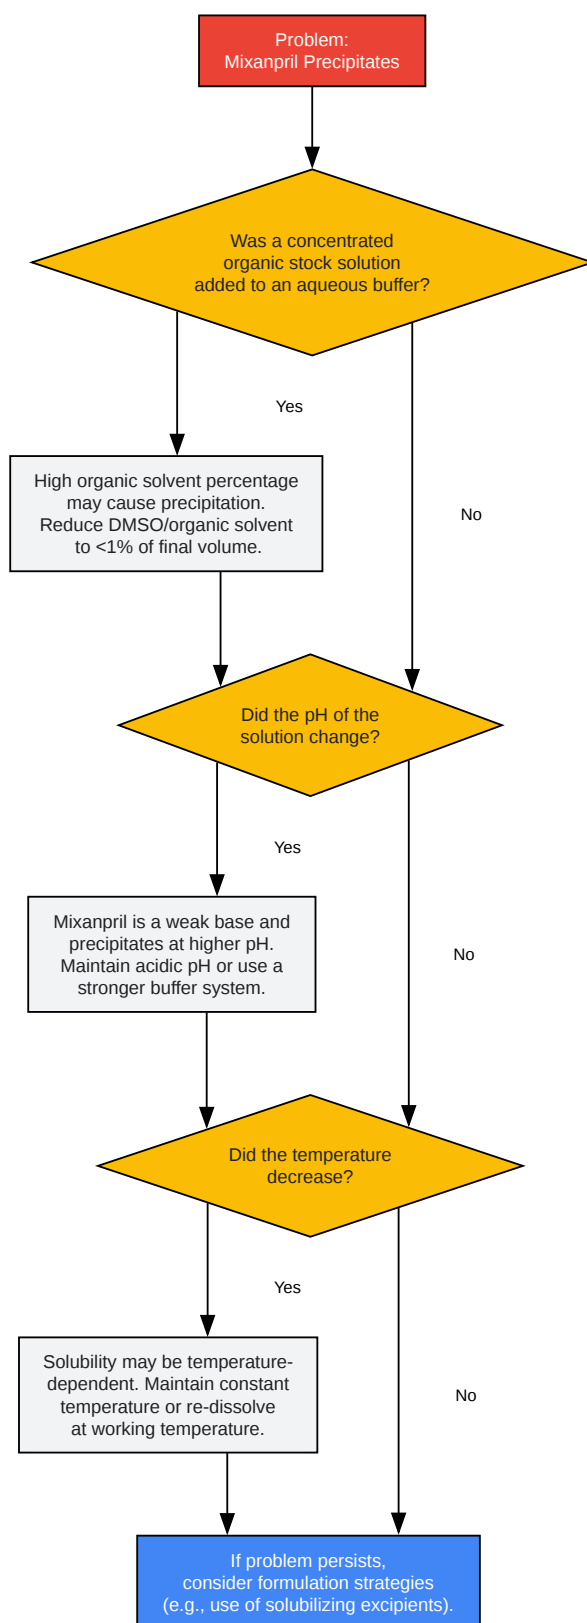 Problem:
Mixanpril Precipitates
Was a concentrated
organic stock solution
added to an aqueous buffer?
Yes
High organic solvent percentage
may cause precipitation.
Reduce DMSO/organic solvent
to <1% of final volume.
No
Did the pH of the
solution change?
Yes
Mixanpril is a weak base and
precipitates at higher pH.
Maintain acidic pH or use a
stronger buffer system.
No
Did the temperature
decrease?
Yes
Solubility may be temperature-
dependent. Maintain constant
temperature or re-dissolve
at working temperature.
No
If problem persists,
consider formulation strategies
(e.g., use of solubilizing excipients).